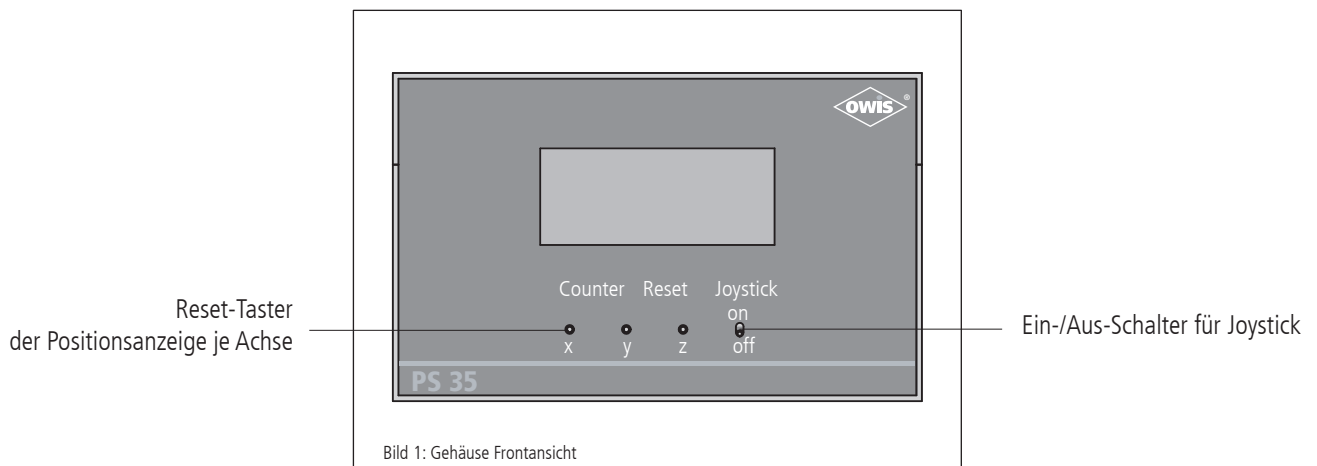 owis ®
Counter Reset Joystick
on
x y z off
PS 35
Reset-Taster
der Positionsanzeige je Achse
Ein-/Aus-Schalter für Joystick
Bild 1: Gehäuse Frontansicht